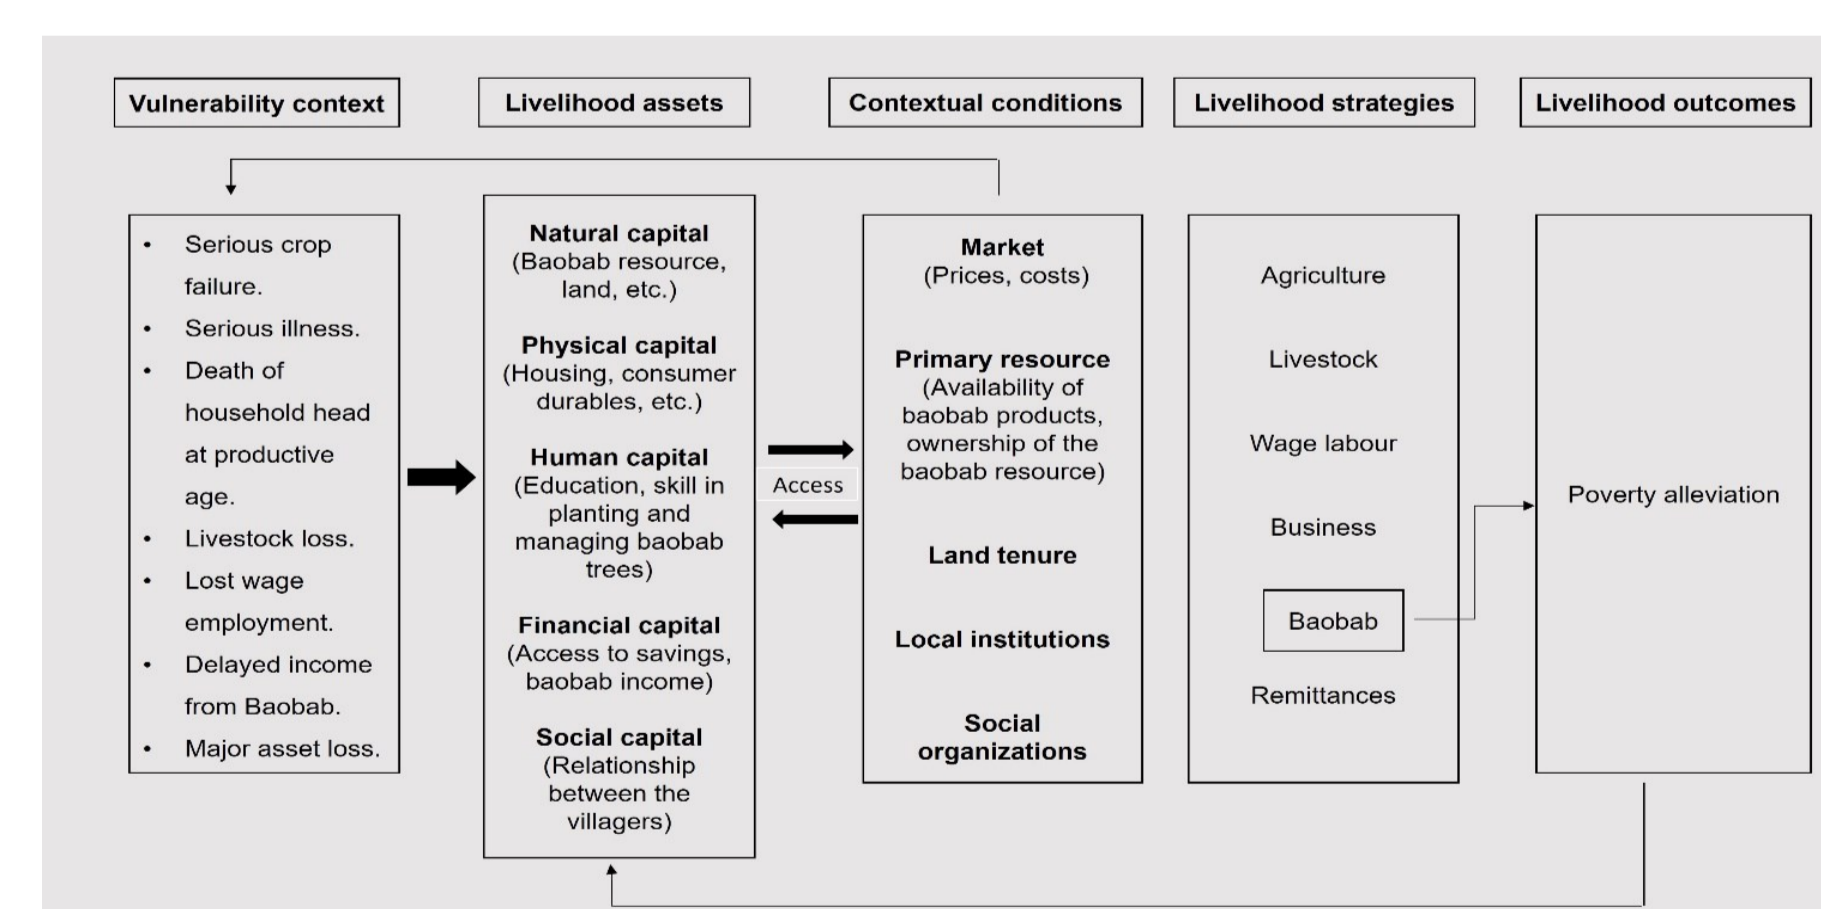 Vulnerability context
Livelihood assets
Contextual conditions
Livelihood strategies
Livelihood outcomes
• Serious crop
failure.
• Serious illness.
• Death of
household head
at productive
age.
• Livestock loss.
• Lost wage
employment.
• Delayed income
from Baobab.
• Major asset loss.
Natural capital
(Baobab resource,
land, etc.)
Physical capital
(Housing, consumer
durables, etc.)
Human capital
(Education, skill in
planting and
managing baobab
trees)
Financial capital
(Access to savings,
baobab income)
Social capital
(Relationship
between the
villagers)
Access
Market
(Prices, costs)
Primary resource
(Availability of
baobab products,
ownership of the
baobab resource)
Land tenure
Local institutions
Social
organizations
Agriculture
Livestock
Wage labour
Business
Baobab
Remittances
Poverty alleviation